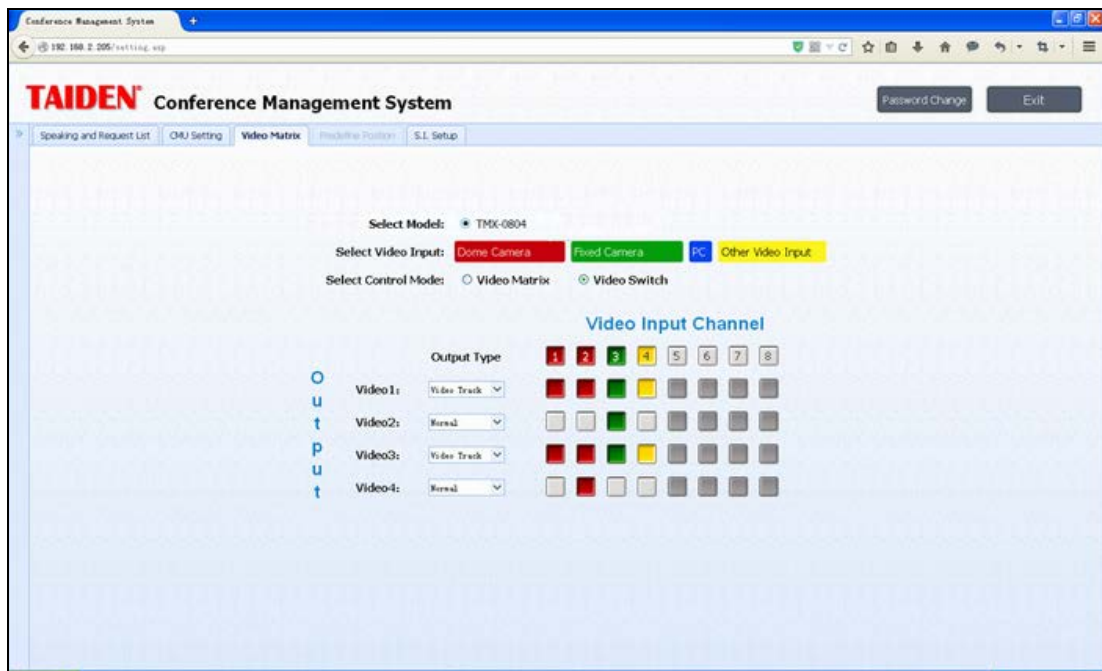 Conference Management System
192.168.2.205/setting.asp
TAIDEN® Conference Management System
Password Change
Exit
Speaking and Request List
CMU Setting
Video Matrix
Predefine Position
S.I. Setup
Select Model: TMX-0804
Select Video Input: Dome Camera Fixed Camera PC Other Video Input
Select Control Mode: Video Matrix Video Switch
Video Input Channel
Output Type 1 2 3 4 5 6 7 8
Output
Video1: Video Track
Video2: Normal
Video3: Video Track
Video4: Normal